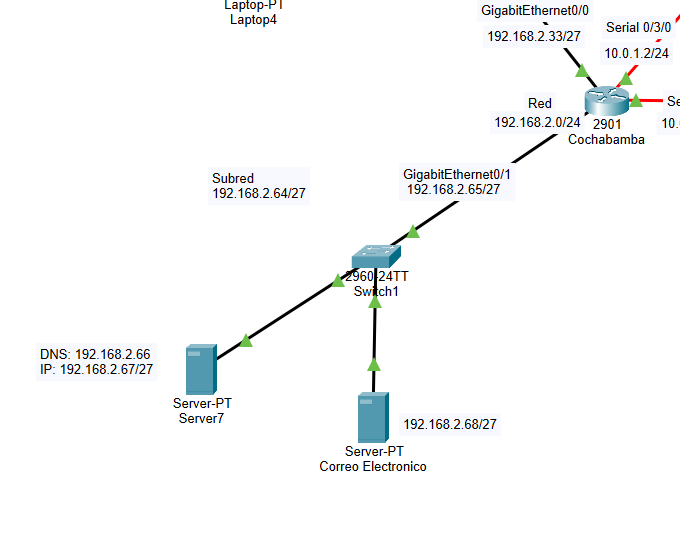 Laptop-PT
Laptop4
GigabitEthernet0/0
192.168.2.33/27
Serial 0/3/0
10.0.1.2/24
Red
192.168.2.0/24
Se
10.0
2901
Cochabamba
Subred
192.168.2.64/27
GigabitEthernet0/1
192.168.2.65/27
2960-24TT
Switch1
DNS: 192.168.2.66
IP: 192.168.2.67/27
Server-PT
Server7
192.168.2.68/27
Server-PT
Correo Electronico